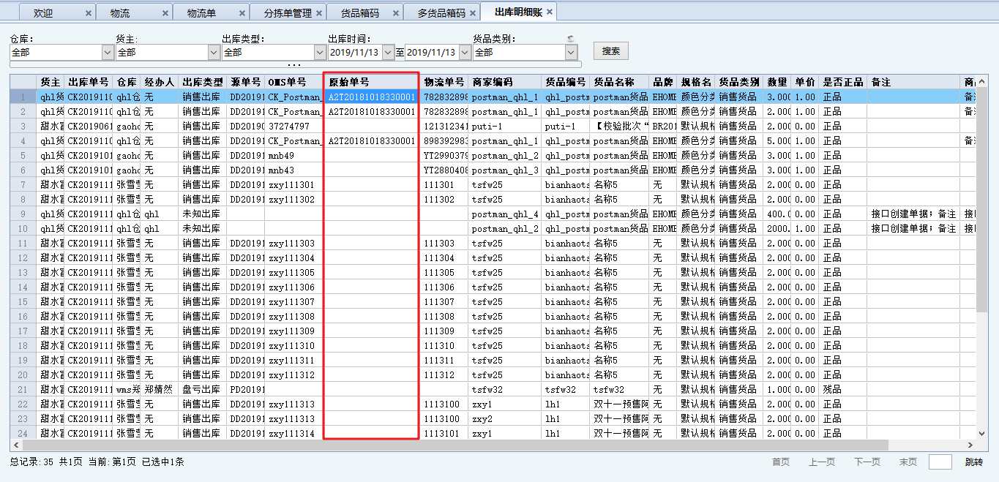 欢迎 物流 物流单 分拣单管理 货品箱码 多货品箱码 出库明细账
仓库: 货主: 出库类型: 出库时间: 货品类别:
全部 全部 全部 2019/11/13 至 2019/11/13 全部 搜索
货主 出库单号 仓库 经办人 出库类型 源单号 OMS单号 原始单号 物流单号 商家编码 货品编号 货品名称 品牌 规格名 货品类别 数量 单价 是否正品 备注 商
1 qhl货 CK2019110 qhl仓 无 销售出库 DD20191 CK_Postman_ A2T20181018330001 782832898 postman_qhl_1 qhl_postm postman货品 EHOME 颜色分类 销售货品 3.000 1.00 正品 备注
2 qhl货 CK2019110 qhl仓 无 销售出库 DD20191 CK_Postman_ A2T20181018330001 782832898 postman_qhl_1 qhl_postm postman货品 EHOME 颜色分类 销售货品 2.000 1.00 正品 备注
3 甜水 CK2019061 gaoho 无 销售出库 DD20190 37274797 121312341 puti-1 puti-1 【校验批次“ BR201 默认规格 销售货品 2.000 0.00 正品
4 qhl货 CK2019110 qhl仓 无 销售出库 DD20191 CK_Postman_ A2T20181018330001 898392983 postman_qhl_1 qhl_postm postman货品 EHOME 颜色分类 销售货品 5.000 1.00 正品 备注
5 qhl货 CK2019101 gaoho 无 销售出库 DD20191 mnb49 YT2990379 postman_qhl_2 qhl_postm postman货品 EHOME 颜色分类 销售货品 3.000 1.00 正品
6 qhl货 CK2019101 gaoho 无 销售出库 DD20191 mnb43 YT2880408 postman_qhl_3 qhl_postm postman货品 EHOME 颜色分类 销售货品 3.000 1.00 正品
7 甜水 CK2019111 张雪 无 销售出库 DD20191 zxy111301 111301 tsfw25 bianhaots 名称5 无 默认规格 销售货品 2.000 0.00 正品
8 甜水 CK2019111 张雪 无 销售出库 DD20191 zxy111302 111302 tsfw25 bianhaots 名称5 无 默认规格 销售货品 2.000 0.00 正品
9 qhl货 CK2019111 qhl仓 qhl 未知出库 postman_qhl_4 qhl_postm postman货品 EHOME 颜色分类 销售货品 400.0 0.00 正品 接口创建单据; 备注 接
10 qhl货 CK2019111 qhl仓 qhl 未知出库 postman_qhl_2 qhl_postm postman货品 EHOME 颜色分类 销售货品 2000. 1.00 正品 接口创建单据; 备注 接
11 甜水 CK2019111 张雪 无 销售出库 DD20191 zxy111303 111303 tsfw25 bianhaots 名称5 无 默认规格 销售货品 2.000 0.00 正品
12 甜水 CK2019111 张雪 无 销售出库 DD20191 zxy111304 111304 tsfw25 bianhaots 名称5 无 默认规格 销售货品 2.000 0.00 正品
13 甜水 CK2019111 张雪 无 销售出库 DD20191 zxy111305 111305 tsfw25 bianhaots 名称5 无 默认规格 销售货品 2.000 0.00 正品
14 甜水 CK2019111 张雪 无 销售出库 DD20191 zxy111306 111306 tsfw25 bianhaots 名称5 无 默认规格 销售货品 2.000 0.00 正品
15 甜水 CK2019111 张雪 无 销售出库 DD20191 zxy111307 111307 tsfw25 bianhaots 名称5 无 默认规格 销售货品 2.000 0.00 正品
16 甜水 CK2019111 张雪 无 销售出库 DD20191 zxy111308 111308 tsfw25 bianhaots 名称5 无 默认规格 销售货品 2.000 0.00 正品
17 甜水 CK2019111 张雪 无 销售出库 DD20191 zxy111309 111309 tsfw25 bianhaots 名称5 无 默认规格 销售货品 2.000 0.00 正品
18 甜水 CK2019111 张雪 无 销售出库 DD20191 zxy111310 111310 tsfw25 bianhaots 名称5 无 默认规格 销售货品 2.000 0.00 正品
19 甜水 CK2019111 张雪 无 销售出库 DD20191 zxy111311 111311 tsfw25 bianhaots 名称5 无 默认规格 销售货品 2.000 0.00 正品
20 甜水 CK2019111 张雪 无 销售出库 DD20191 zxy111312 111312 tsfw25 bianhaots 名称5 无 默认规格 销售货品 2.000 0.00 正品
21 甜水 CK2019111 wms郑 郑婧然 盘亏出库 PD20191 tsfw32 tsfw32 tsfw32 无 默认规格 销售货品 1.000 0.00 残品
22 甜水 CK2019111 张雪 无 销售出库 DD20191 zxy111313 1113100 zxy1 lh1 双十一预售阿 无 默认规格 销售货品 2.000 0.00 正品
23 甜水 CK2019111 张雪 无 销售出库 DD20191 zxy111313 1113100 zxy2 lh1 双十一预售阿 无 默认规格 销售货品 2.000 0.00 正品
24 甜水 CK2019111 张雪 无 销售出库 DD20191 zxy111314 1113101 zxy1 lh1 双十一预售阿 无 默认规格 销售货品 2.000 0.00 正品
总记录: 35 共1页 当前: 第1页 已选中1条 首页 上一页 下一页 末页 跳转